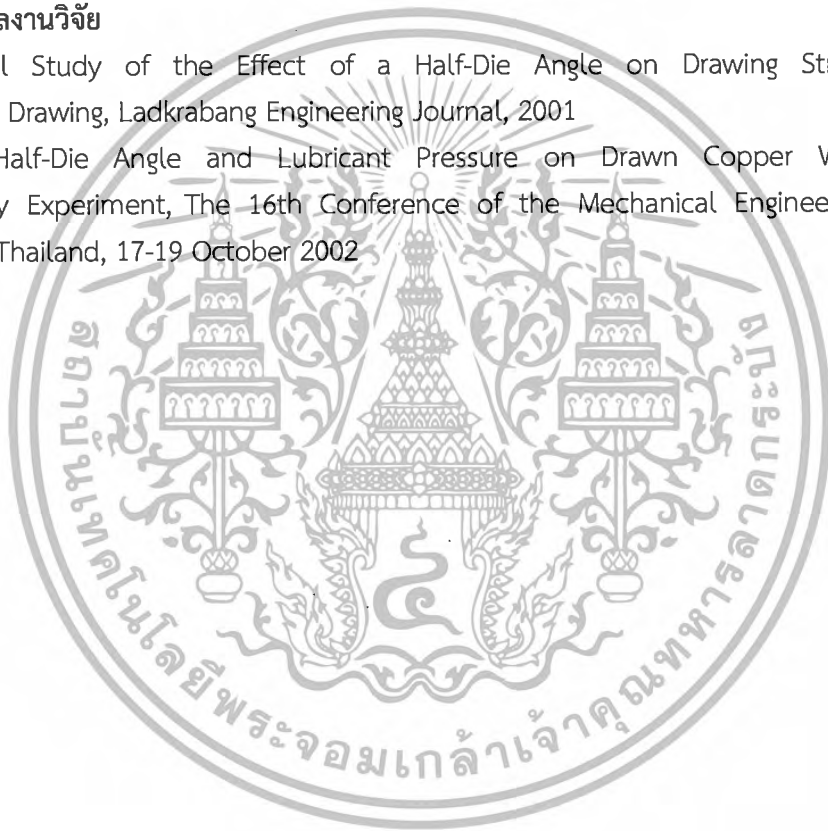 ลงานวิจัย
l Study of the Effect of a Half-Die Angle on Drawing
Drawing, Ladkrabang Engineering Journal, 2001
Half-Die Angle and Lubricant Pressure on Drawn Copper
y Experiment, The 16th Conference of the Mechanical
Thailand, 17-19 October 2002
สถาบันเทคโนโลยีพระจอมเกล้าเจ้าคุณทหารลาดกระบัง